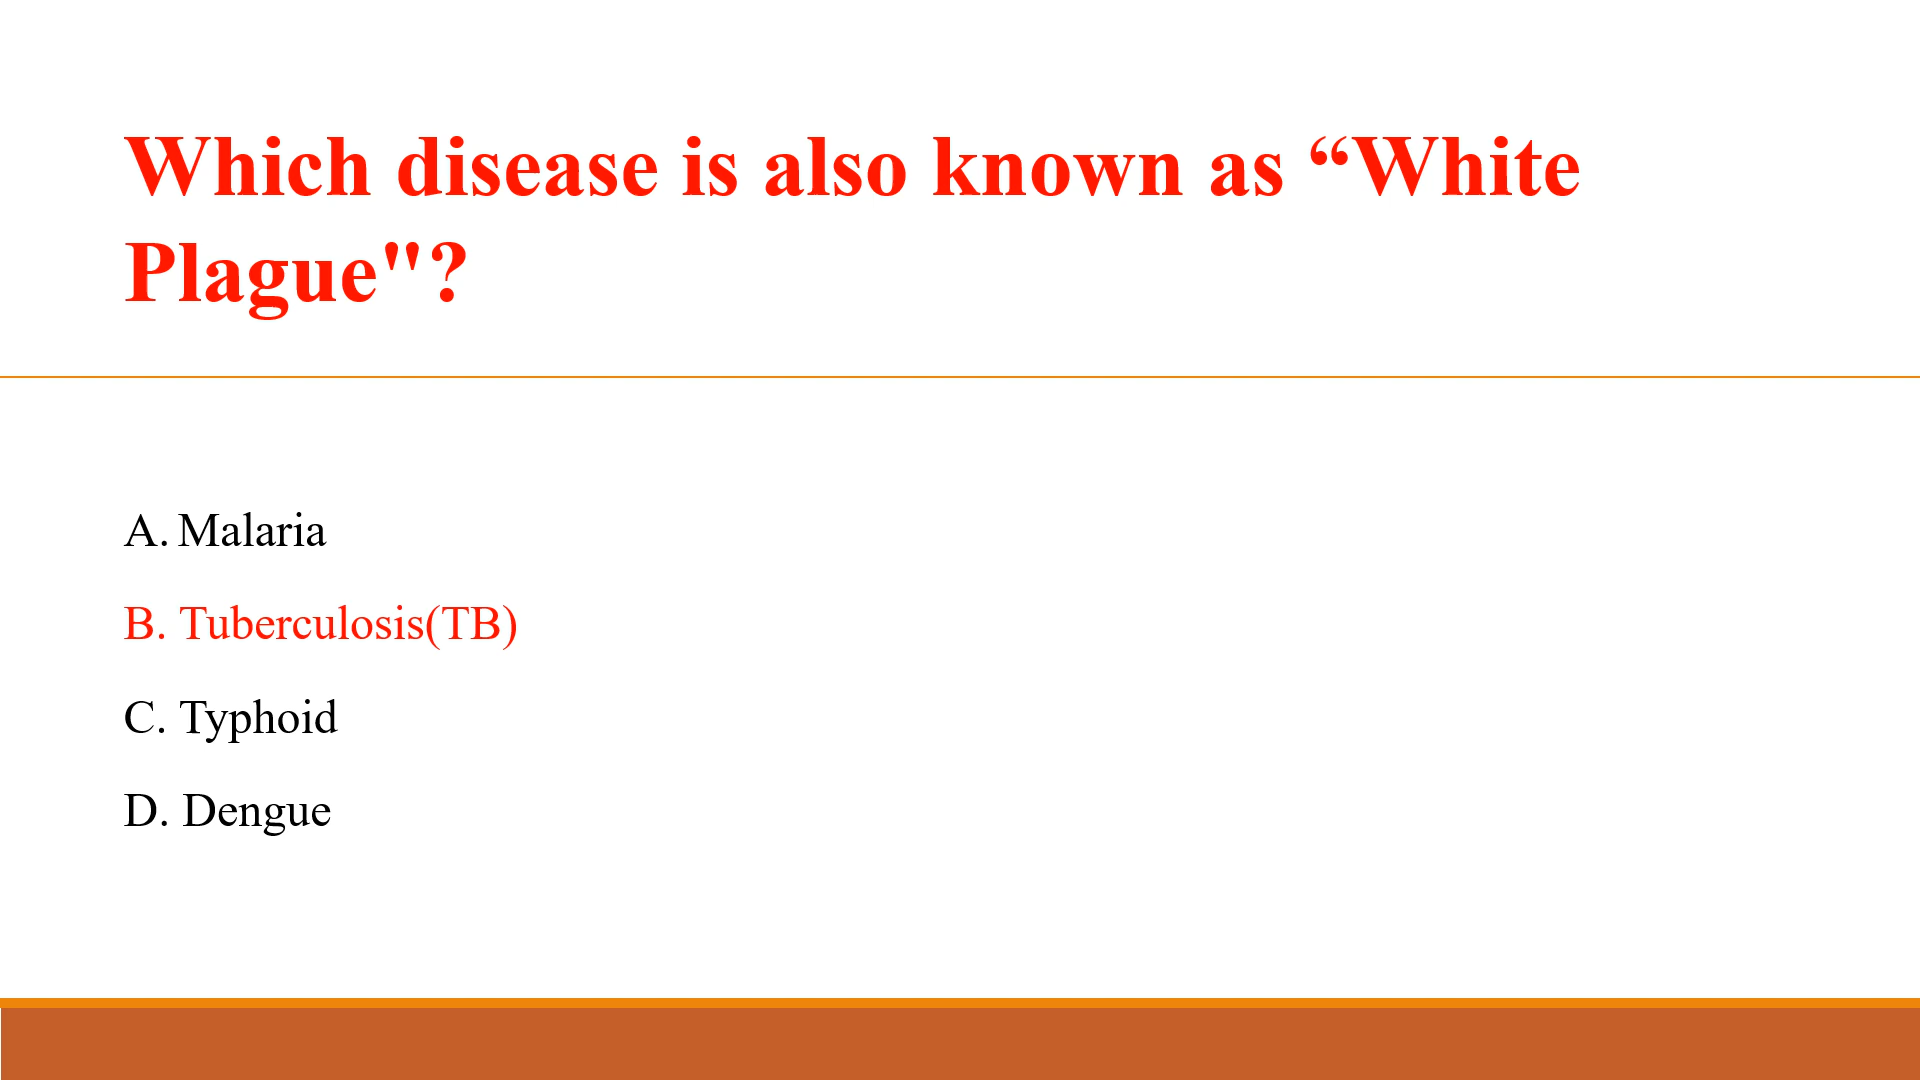 Which disease is also known as “White
Plague"?
A. Malaria
B. Tuberculosis(TB)
C. Typhoid
D. Dengue